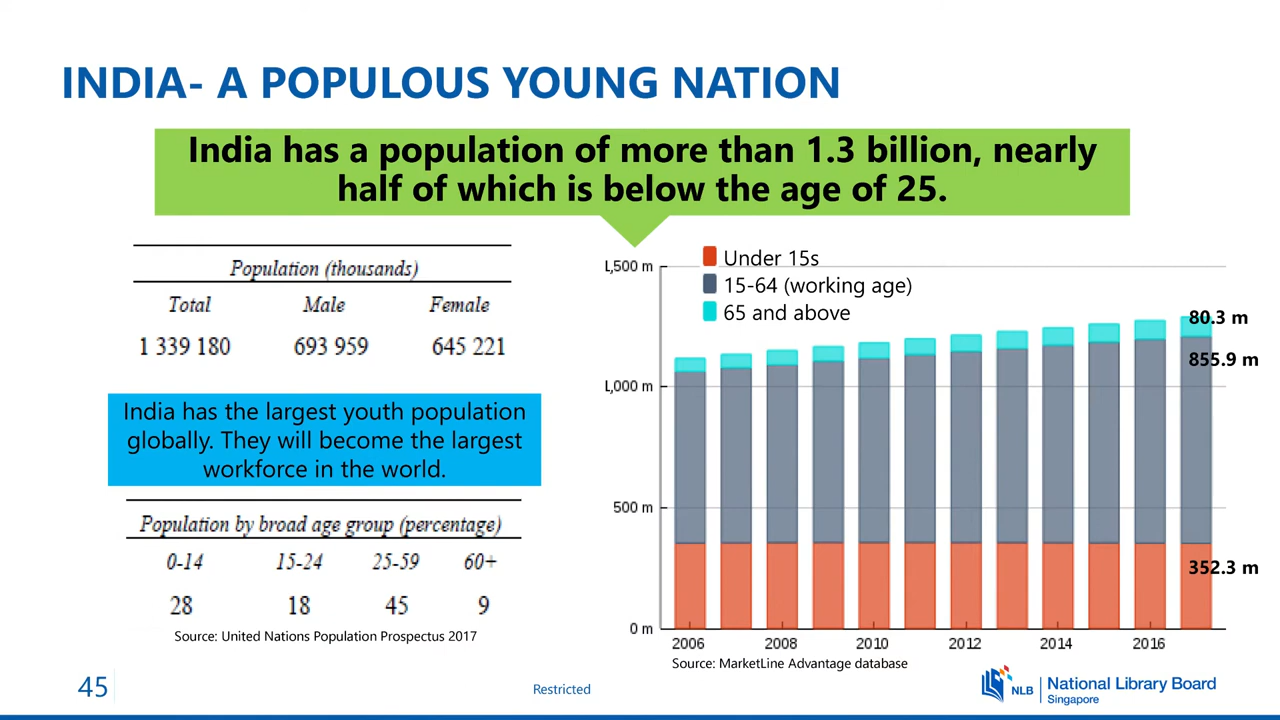 INDIA- A POPULOUS YOUNG NATION
India has a population of more than 1.3 billion, nearly
half of which is below the age of 25.
Population (thousands)
Total Male Female
1 339 180 693 959 645 221
India has the largest youth population
globally. They will become the largest
workforce in the world.
Population by broad age group (percentage)
0-14 15-24 25-59 60+
28 18 45 9
Source: United Nations Population Prospectus 2017
Under 15s
15-64 (working age)
65 and above
1,500 m
1,000 m
500 m
0 m
80.3 m
855.9 m
352.3 m
2006 2008 2010 2012 2014 2016
Source: MarketLine Advantage database
45
Restricted
NLB
National Library Board
Singapore